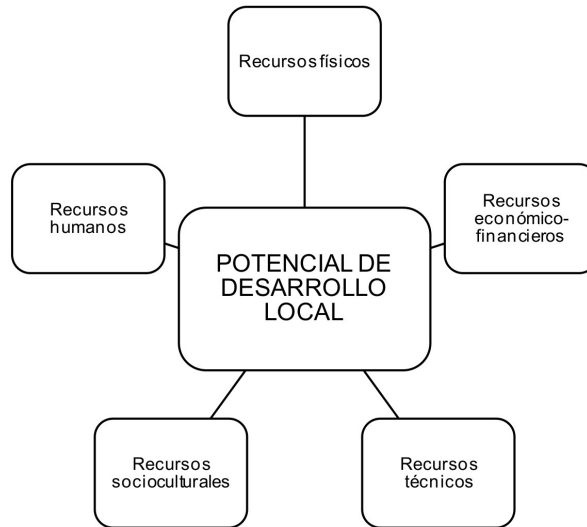 Recursos físicos
Recursos
humanos
Recursos
económico-
financieros
POTENCIAL DE
DESARROLLO
LOCAL
Recursos
socioculturales
Recursos
técnicos